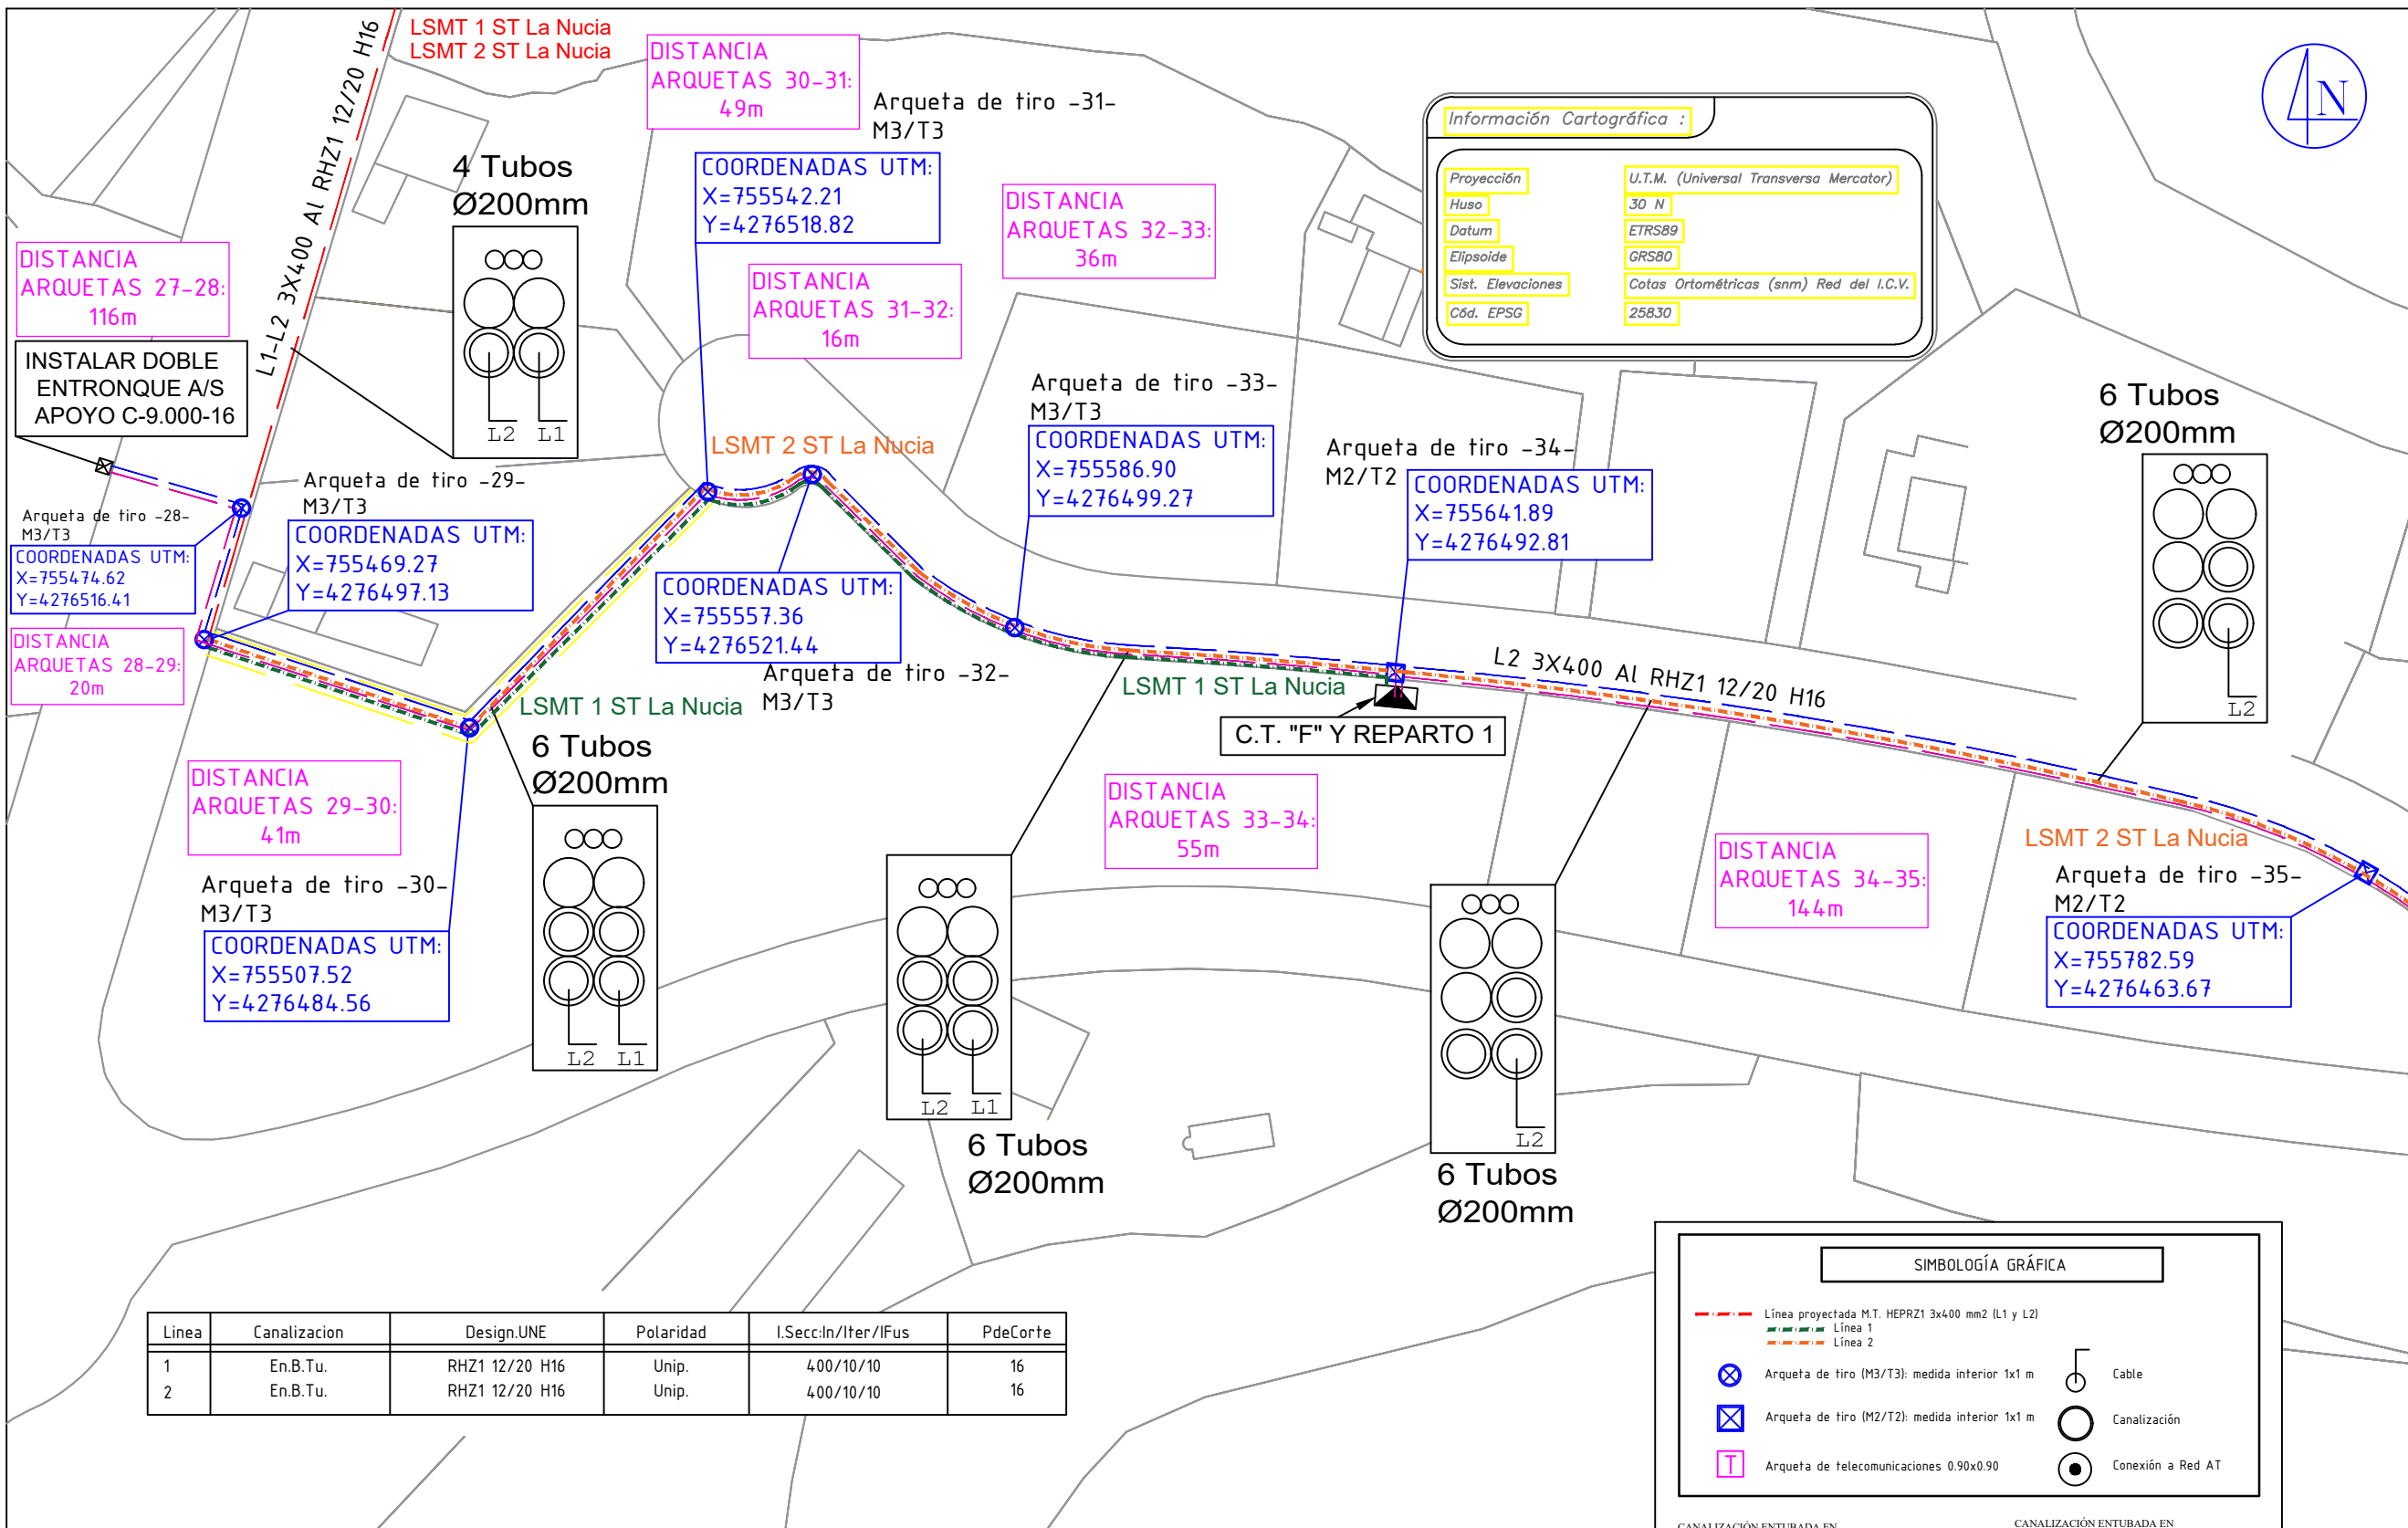 LSMT 1 ST La Nucia
LSMT 2 ST La Nucia
L1-L2 3X400 Al RHZ1 12/20 H16
DISTANCIA
ARQUETAS 30-31:
49m
Arqueta de tiro -31-
M3/T3
COORDENADAS UTM:
X=755542.21
Y=4276518.82
4 Tubos
Ø200mm
L2 L1
DISTANCIA
ARQUETAS 32-33:
36m
DISTANCIA
ARQUETAS 31-32:
16m
Información Cartográfica :
Proyección U.T.M. (Universal Transversa Mercator)
Huso 30 N
Datum ETRS89
Elipsoide GRS80
Sist. Elevaciones Cotas Ortométricas (snm) Red del I.C.V.
Cód. EPSG 25830
N
DISTANCIA
ARQUETAS 27-28:
116m
INSTALAR DOBLE
ENTRONQUE A/S
APOYO C-9.000-16
Arqueta de tiro -28-
M3/T3
COORDENADAS UTM:
X=755474.62
Y=4276516.41
DISTANCIA
ARQUETAS 28-29:
20m
Arqueta de tiro -29-
M3/T3
COORDENADAS UTM:
X=755469.27
Y=4276497.13
LSMT 2 ST La Nucia
COORDENADAS UTM:
X=755557.36
Y=4276521.44
Arqueta de tiro -32-
M3/T3
Arqueta de tiro -33-
M3/T3
COORDENADAS UTM:
X=755586.90
Y=4276499.27
Arqueta de tiro -34-
M2/T2
COORDENADAS UTM:
X=755641.89
Y=4276492.81
6 Tubos
Ø200mm
L2
L2 3X400 Al RHZ1 12/20 H16
LSMT 1 ST La Nucia
C.T. "F" Y REPARTO 1
LSMT 1 ST La Nucia
6 Tubos
Ø200mm
L2 L1
DISTANCIA
ARQUETAS 29-30:
41m
Arqueta de tiro -30-
M3/T3
COORDENADAS UTM:
X=755507.52
Y=4276484.56
DISTANCIA
ARQUETAS 33-34:
55m
L2 L1
6 Tubos
Ø200mm
L2
6 Tubos
Ø200mm
DISTANCIA
ARQUETAS 34-35:
144m
LSMT 2 ST La Nucia
Arqueta de tiro -35-
M2/T2
COORDENADAS UTM:
X=755782.59
Y=4276463.67
Linea Canalizacion Design.UNE Polaridad I.Secc:In/Iter/IFus PdeCorte
1 En.B.Tu. RHZ1 12/20 H16 Unip. 400/10/10 16
2 En.B.Tu. RHZ1 12/20 H16 Unip. 400/10/10 16
SIMBOLOGÍA GRÁFICA
Línea proyectada M.T. HEPRZ1 3x400 mm2 (L1 y L2)
Línea 1
Línea 2
Arqueta de tiro (M3/T3): medida interior 1x1 m
Cable
Arqueta de tiro (M2/T2): medida interior 1x1 m
Canalización
T Arqueta de telecomunicaciones 0.90x0.90
Conexión a Red AT
CANALIZACIÓN ENTUBADA EN
CANALIZACIÓN ENTUBADA EN